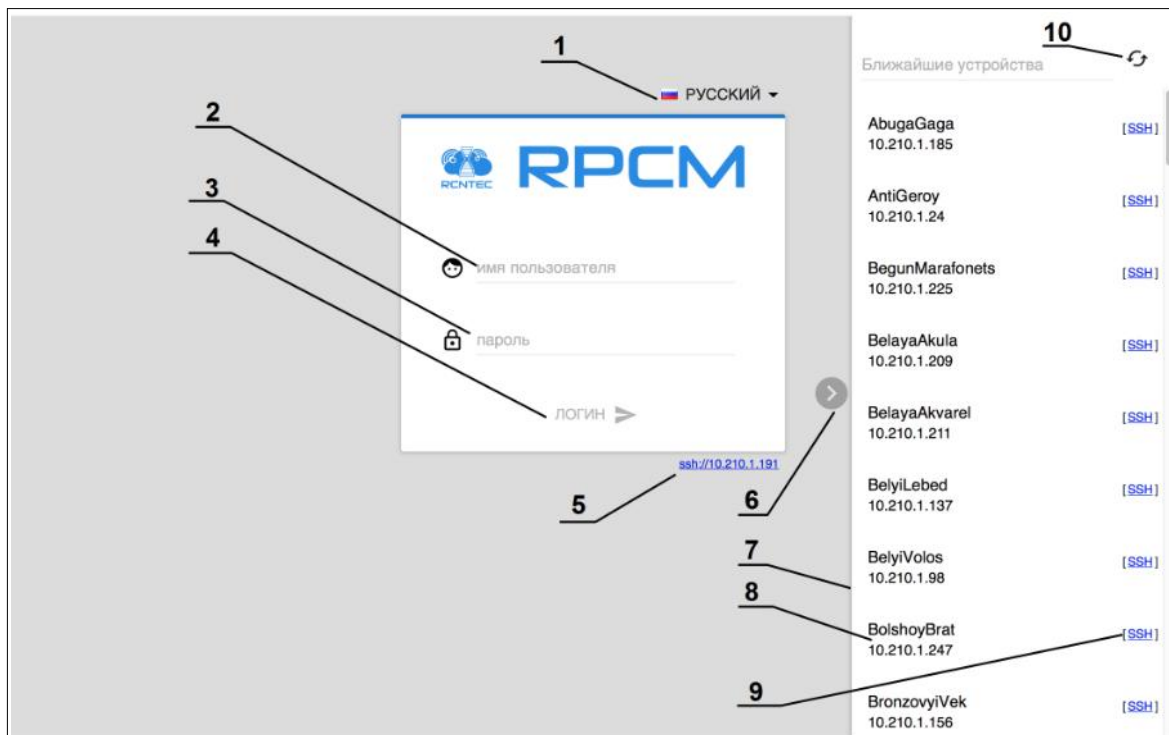 1
РУССКИЙ
2
RCNTEC
RPCM
3
4
имя пользователя
пароль
ЛОГИН
ssh://10.210.1.191
5
6
7
8
9
10
Ближайшие устройства
AbugaGaga
[SSH]
10.210.1.185
AntiGeroy
[SSH]
10.210.1.24
BegunMarafonets
[SSH]
10.210.1.225
BelayaAkula
[SSH]
10.210.1.209
BelayaAkvarel
[SSH]
10.210.1.211
BelyiLebed
[SSH]
10.210.1.137
BelyiVolos
[SSH]
10.210.1.98
BolshoyBrat
[SSH]
10.210.1.247
BronzovyiVek
[SSH]
10.210.1.156